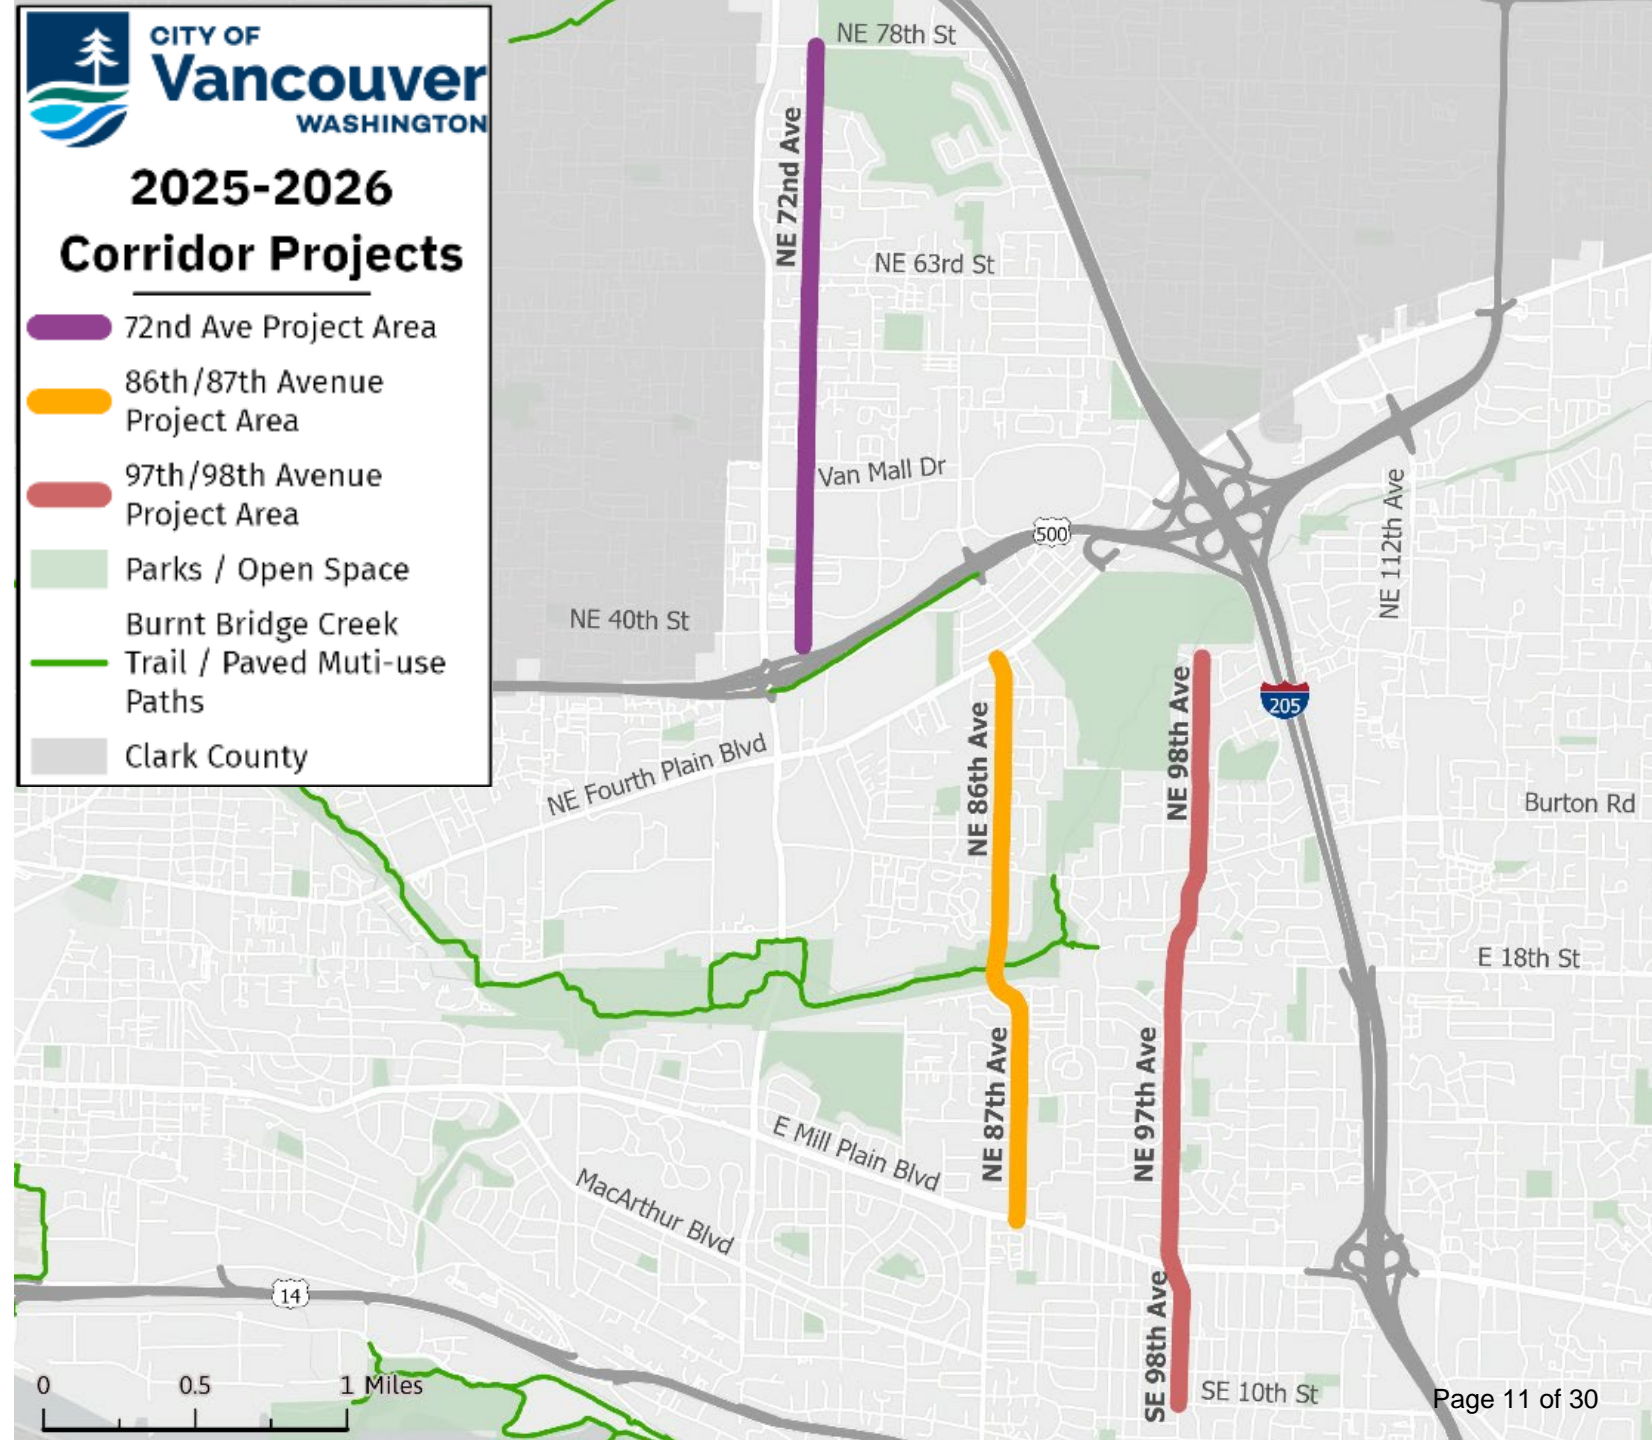 CITY OF
Vancouver
WASHINGTON
2025-2026
Corridor Projects
72nd Ave Project Area
86th/87th Avenue
Project Area
97th/98th Avenue
Project Area
Parks / Open Space
Burnt Bridge Creek
Trail / Paved Muti-use
Paths
Clark County
NE 78th St
NE 72nd Ave
NE 63rd St
Van Mall Dr
500
NE 112th Ave
NE 40th St
205
NE 98th Ave
NE 86th Ave
NE Fourth Plain Blvd
Burton Rd
E 18th St
NE 87th Ave
NE 97th Ave
E Mill Plain Blvd
MacArthur Blvd
14
SE 98th Ave
SE 10th St
0 0.5 1 Miles
Page 11 of 30